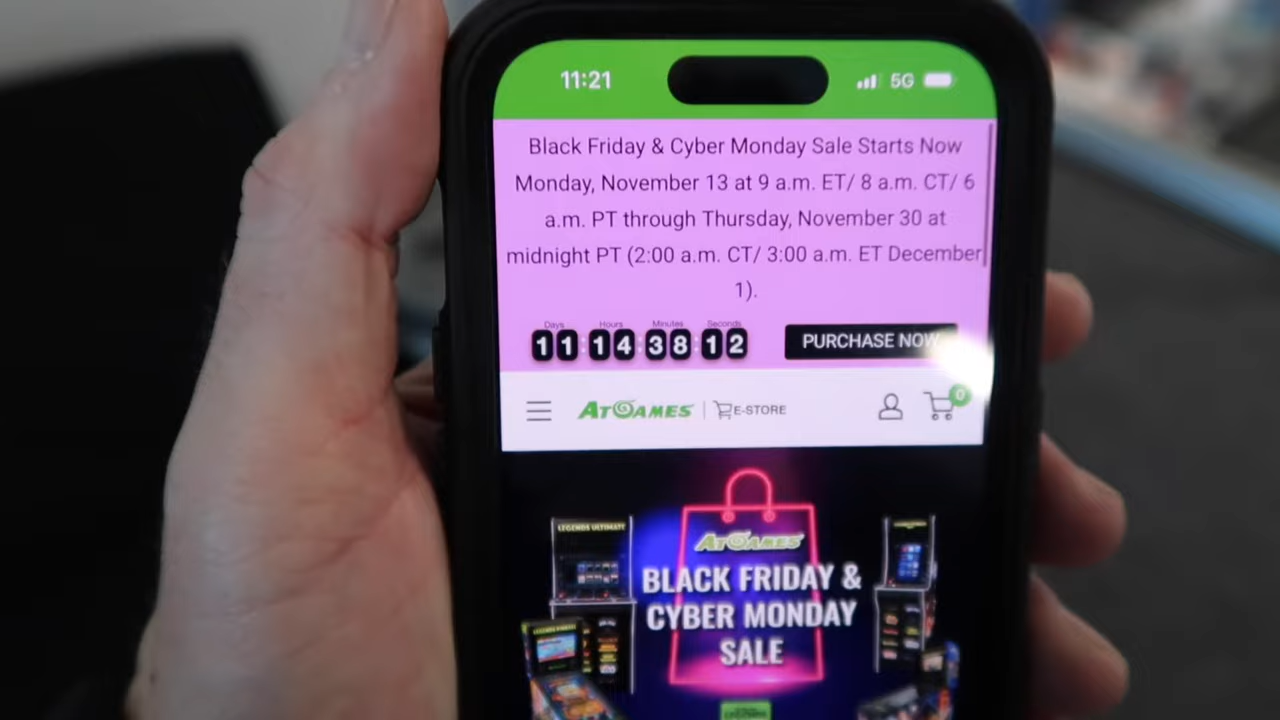 11:21
5G
Black Friday & Cyber Monday Sale Starts Now
Monday, November 13 at 9 a.m. ET/ 8 a.m. CT/ 6
a.m. PT through Thursday, November 30 at
midnight PT (2:00 a.m. CT/ 3:00 a.m. ET December
1).
Days Hours Minutes Seconds
11:14:38:12
PURCHASE NOW
ATGAMES | E-STORE
0
LEGENDS ULTIMATE
ATGAMES
BLACK FRIDAY &
CYBER MONDAY
SALE
LEGENDS PINBALL